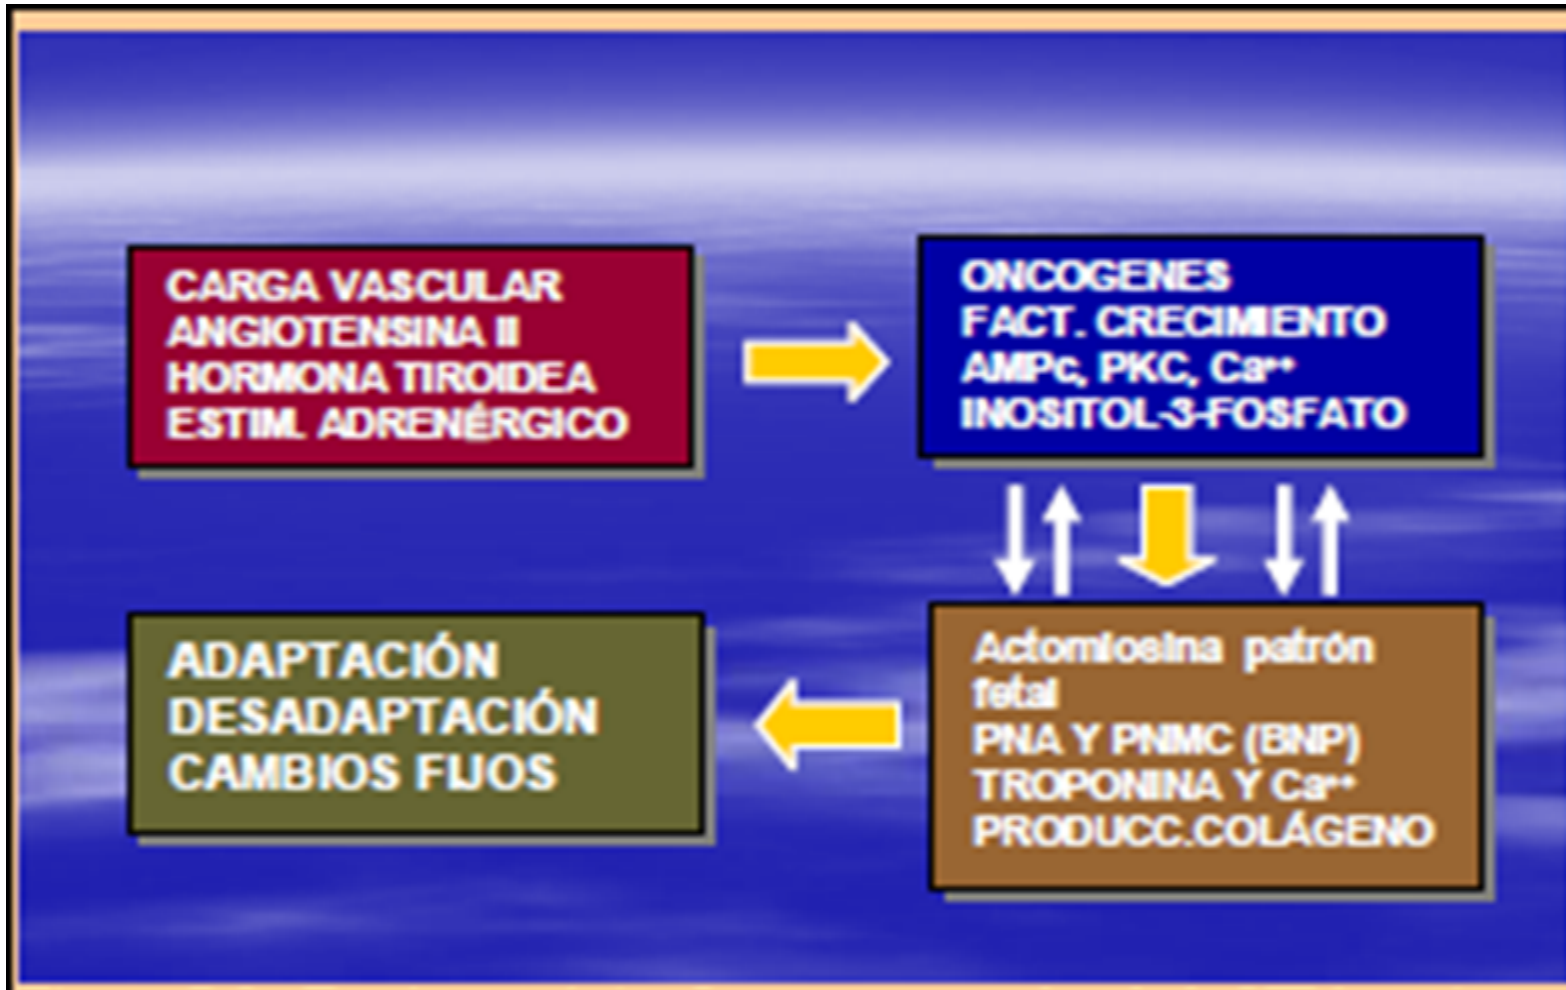 CARGA VASCULAR
ANGIOTENSINA II
HORMONA TIROIDEA
ESTIM. ADRENÉRGICO
ONCOGENES
FACT. CRECIMIENTO
AMPc, PKC, Ca⁺⁺
INOSITOL-3-FOSFATO
Actomiosina patrón
fetal
PNA Y PNMC (BNP)
TROPONINA Y Ca⁺⁺
PRODUCC.COLÁGENO
ADAPTACIÓN
DESADAPTACIÓN
CAMBIOS FIJOS